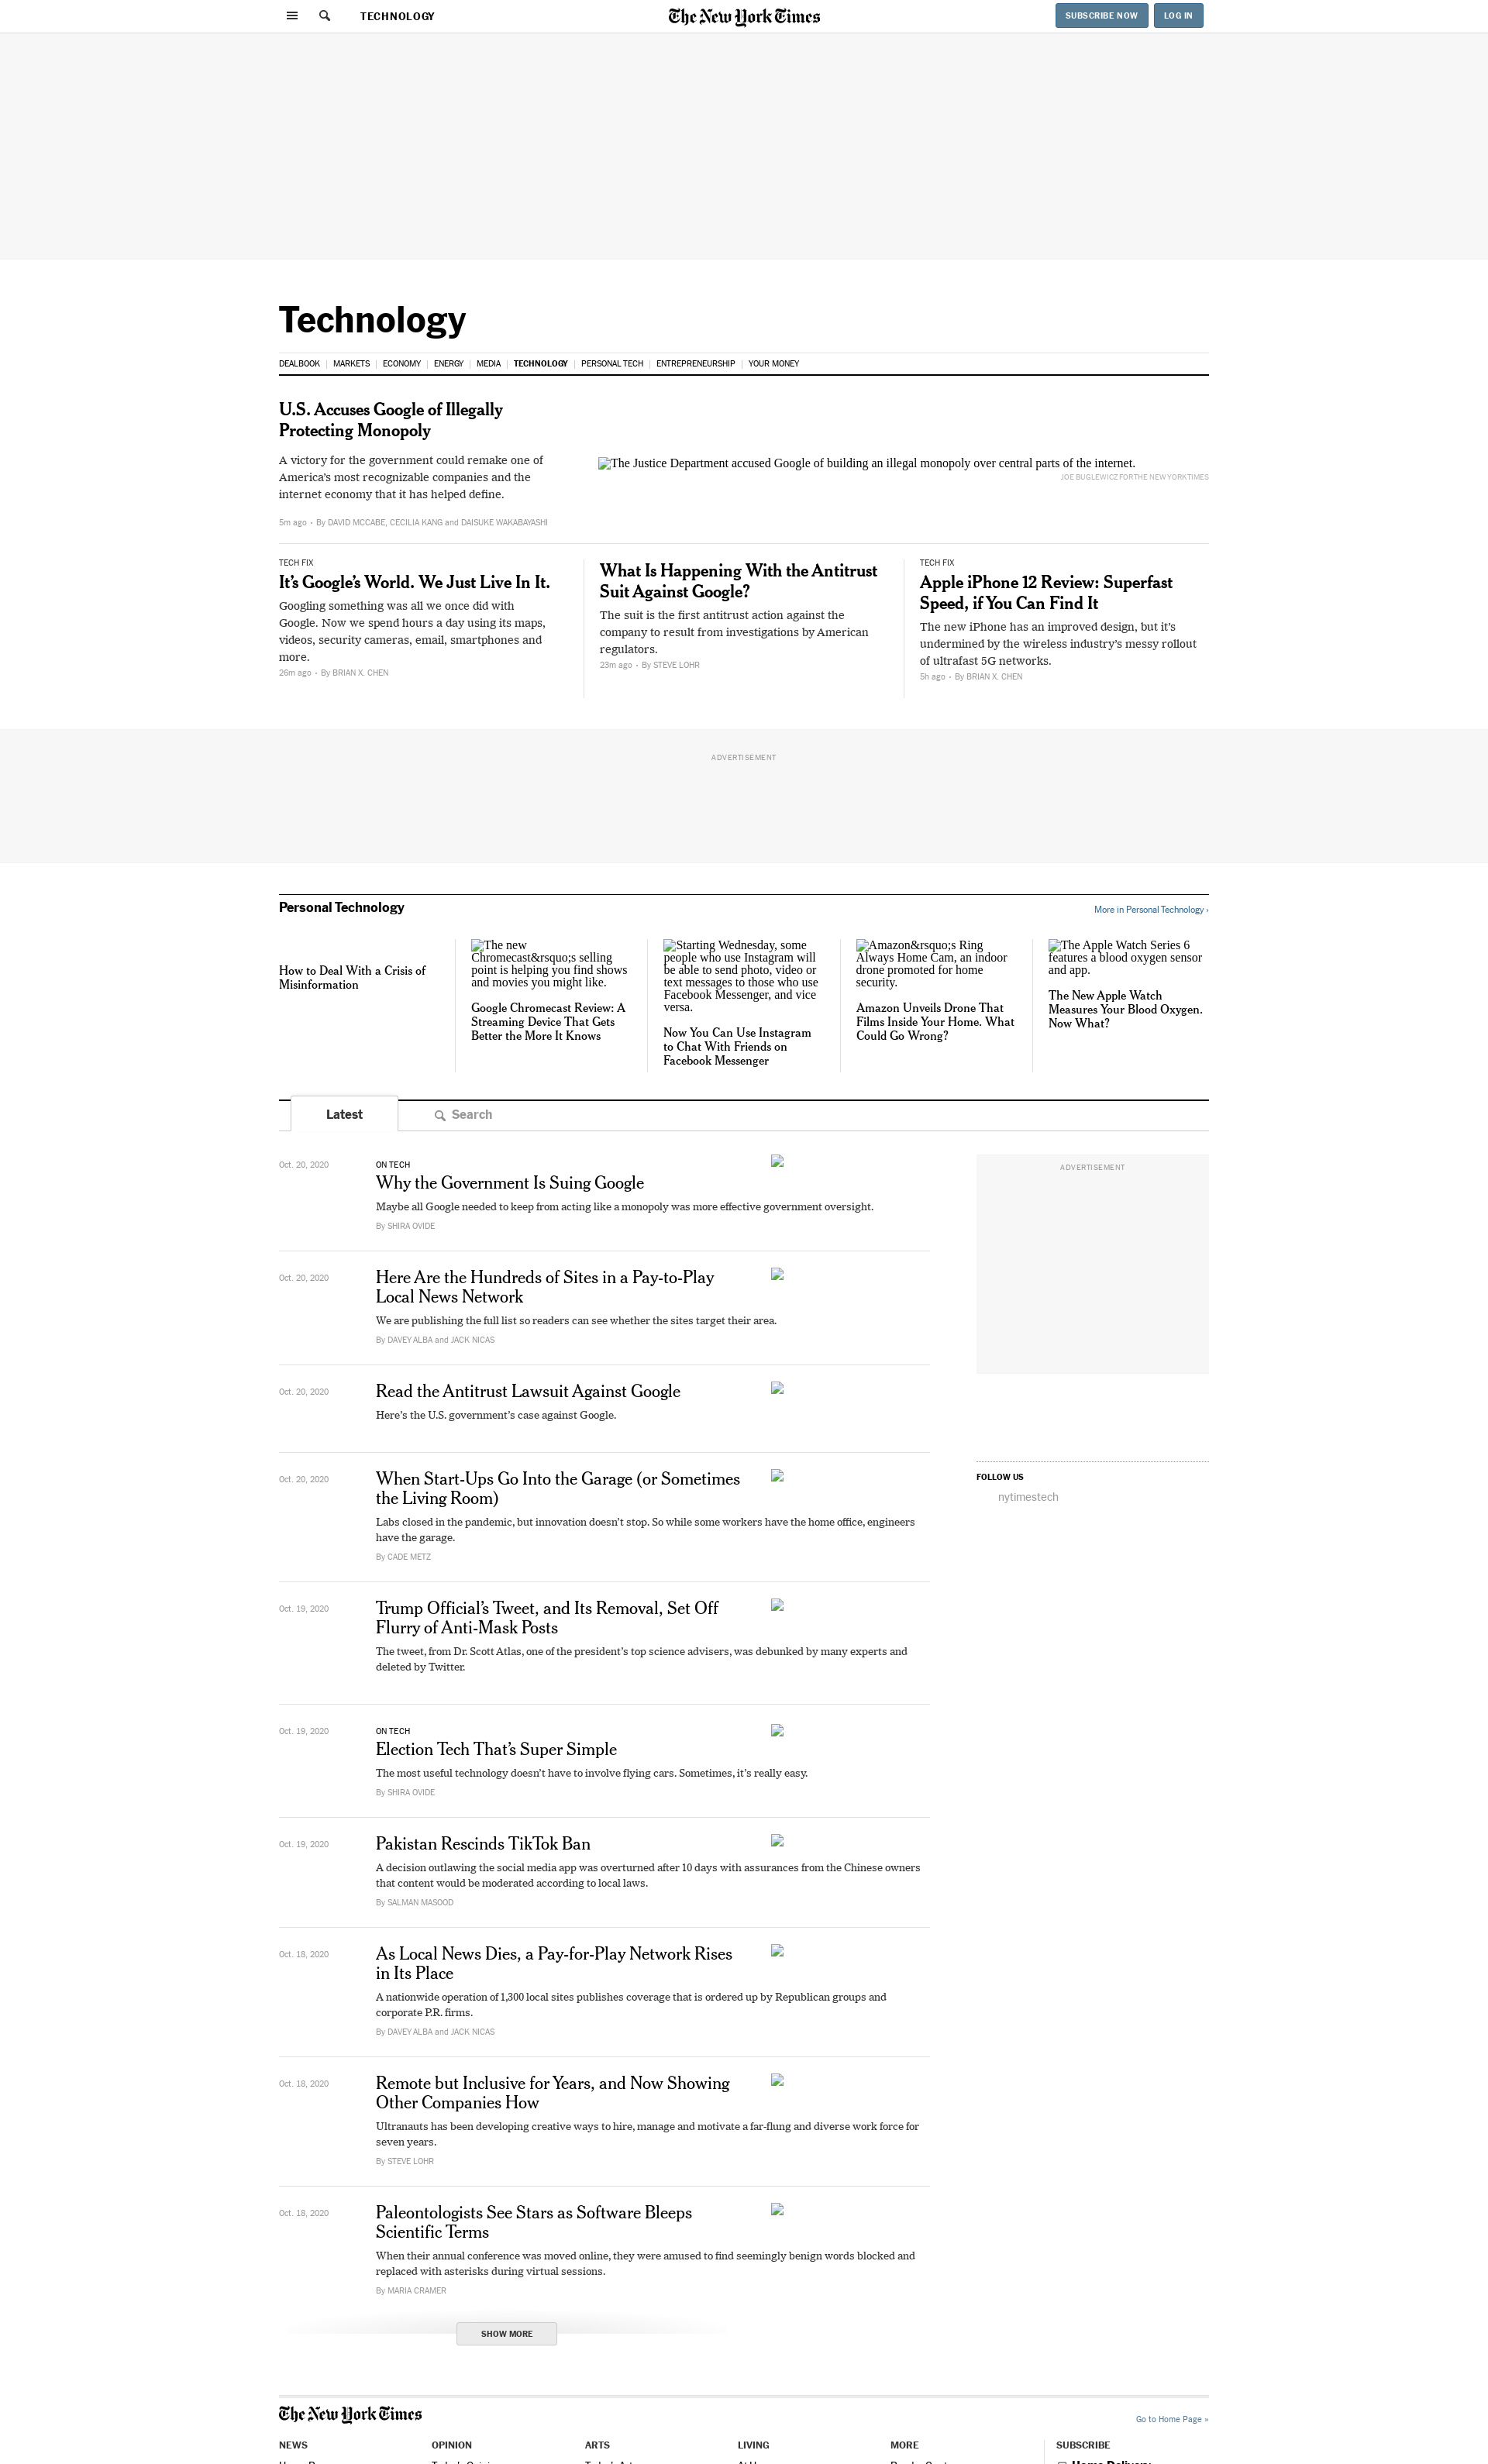 TECHNOLOGY
The New York Times
SUBSCRIBE NOW
LOG IN
Technology
DEALBOOK
MARKETS
ECONOMY
ENERGY
MEDIA
TECHNOLOGY
PERSONAL TECH
ENTREPRENEURSHIP
YOUR MONEY
U.S. Accuses Google of Illegally
Protecting Monopoly
A victory for the government could remake one of
America’s most recognizable companies and the
internet economy that it has helped define.
5m ago • By DAVID MCCABE, CECILIA KANG and DAISUKE WAKABAYASHI
The Justice Department accused Google of building an illegal monopoly over central parts of the internet.
JOE BUGLEWICZ FOR THE NEW YORK TIMES
TECH FIX
It’s Google’s World. We Just Live In It.
Googling something was all we once did with
Google. Now we spend hours a day using its maps,
videos, security cameras, email, smartphones and
more.
26m ago • By BRIAN X. CHEN
What Is Happening With the Antitrust
Suit Against Google?
The suit is the first antitrust action against the
company to result from investigations by American
regulators.
23m ago • By STEVE LOHR
TECH FIX
Apple iPhone 12 Review: Superfast
Speed, if You Can Find It
The new iPhone has an improved design, but it’s
undermined by the wireless industry’s messy rollout
of ultrafast 5G networks.
5h ago • By BRIAN X. CHEN
ADVERTISEMENT
Personal Technology
More in Personal Technology ›
How to Deal With a Crisis of
Misinformation
The new
Chromecast&rsquo;s selling
point is helping you find shows
and movies you might like.
Google Chromecast Review: A
Streaming Device That Gets
Better the More It Knows
Starting Wednesday, some
people who use Instagram will
be able to send photo, video or
text messages to those who use
Facebook Messenger, and vice
versa.
Now You Can Use Instagram
to Chat With Friends on
Facebook Messenger
Amazon&rsquo;s Ring
Always Home Cam, an indoor
drone promoted for home
security.
Amazon Unveils Drone That
Films Inside Your Home. What
Could Go Wrong?
The Apple Watch Series 6
features a blood oxygen sensor
and app.
The New Apple Watch
Measures Your Blood Oxygen.
Now What?
Latest
Search
Oct. 20, 2020
ON TECH
Why the Government Is Suing Google
Maybe all Google needed to keep from acting like a monopoly was more effective government oversight.
By SHIRA OVIDE
ADVERTISEMENT
Oct. 20, 2020
Here Are the Hundreds of Sites in a Pay-to-Play
Local News Network
We are publishing the full list so readers can see whether the sites target their area.
By DAVEY ALBA and JACK NICAS
Oct. 20, 2020
Read the Antitrust Lawsuit Against Google
Here’s the U.S. government’s case against Google.
Oct. 20, 2020
When Start-Ups Go Into the Garage (or Sometimes
the Living Room)
Labs closed in the pandemic, but innovation doesn’t stop. So while some workers have the home office, engineers
have the garage.
By CADE METZ
FOLLOW US
nytimestech
Oct. 19, 2020
Trump Official’s Tweet, and Its Removal, Set Off
Flurry of Anti-Mask Posts
The tweet, from Dr. Scott Atlas, one of the president’s top science advisers, was debunked by many experts and
deleted by Twitter.
Oct. 19, 2020
ON TECH
Election Tech That’s Super Simple
The most useful technology doesn’t have to involve flying cars. Sometimes, it’s really easy.
By SHIRA OVIDE
Oct. 19, 2020
Pakistan Rescinds TikTok Ban
A decision outlawing the social media app was overturned after 10 days with assurances from the Chinese owners
that content would be moderated according to local laws.
By SALMAN MASOOD
Oct. 18, 2020
As Local News Dies, a Pay-for-Play Network Rises
in Its Place
A nationwide operation of 1,300 local sites publishes coverage that is ordered up by Republican groups and
corporate P.R. firms.
By DAVEY ALBA and JACK NICAS
Oct. 18, 2020
Remote but Inclusive for Years, and Now Showing
Other Companies How
Ultranauts has been developing creative ways to hire, manage and motivate a far-flung and diverse work force for
seven years.
By STEVE LOHR
Oct. 18, 2020
Paleontologists See Stars as Software Bleeps
Scientific Terms
When their annual conference was moved online, they were amused to find seemingly benign words blocked and
replaced with asterisks during virtual sessions.
By MARIA CRAMER
SHOW MORE
The New York Times
Go to Home Page »
NEWS
OPINION
ARTS
LIVING
MORE
SUBSCRIBE